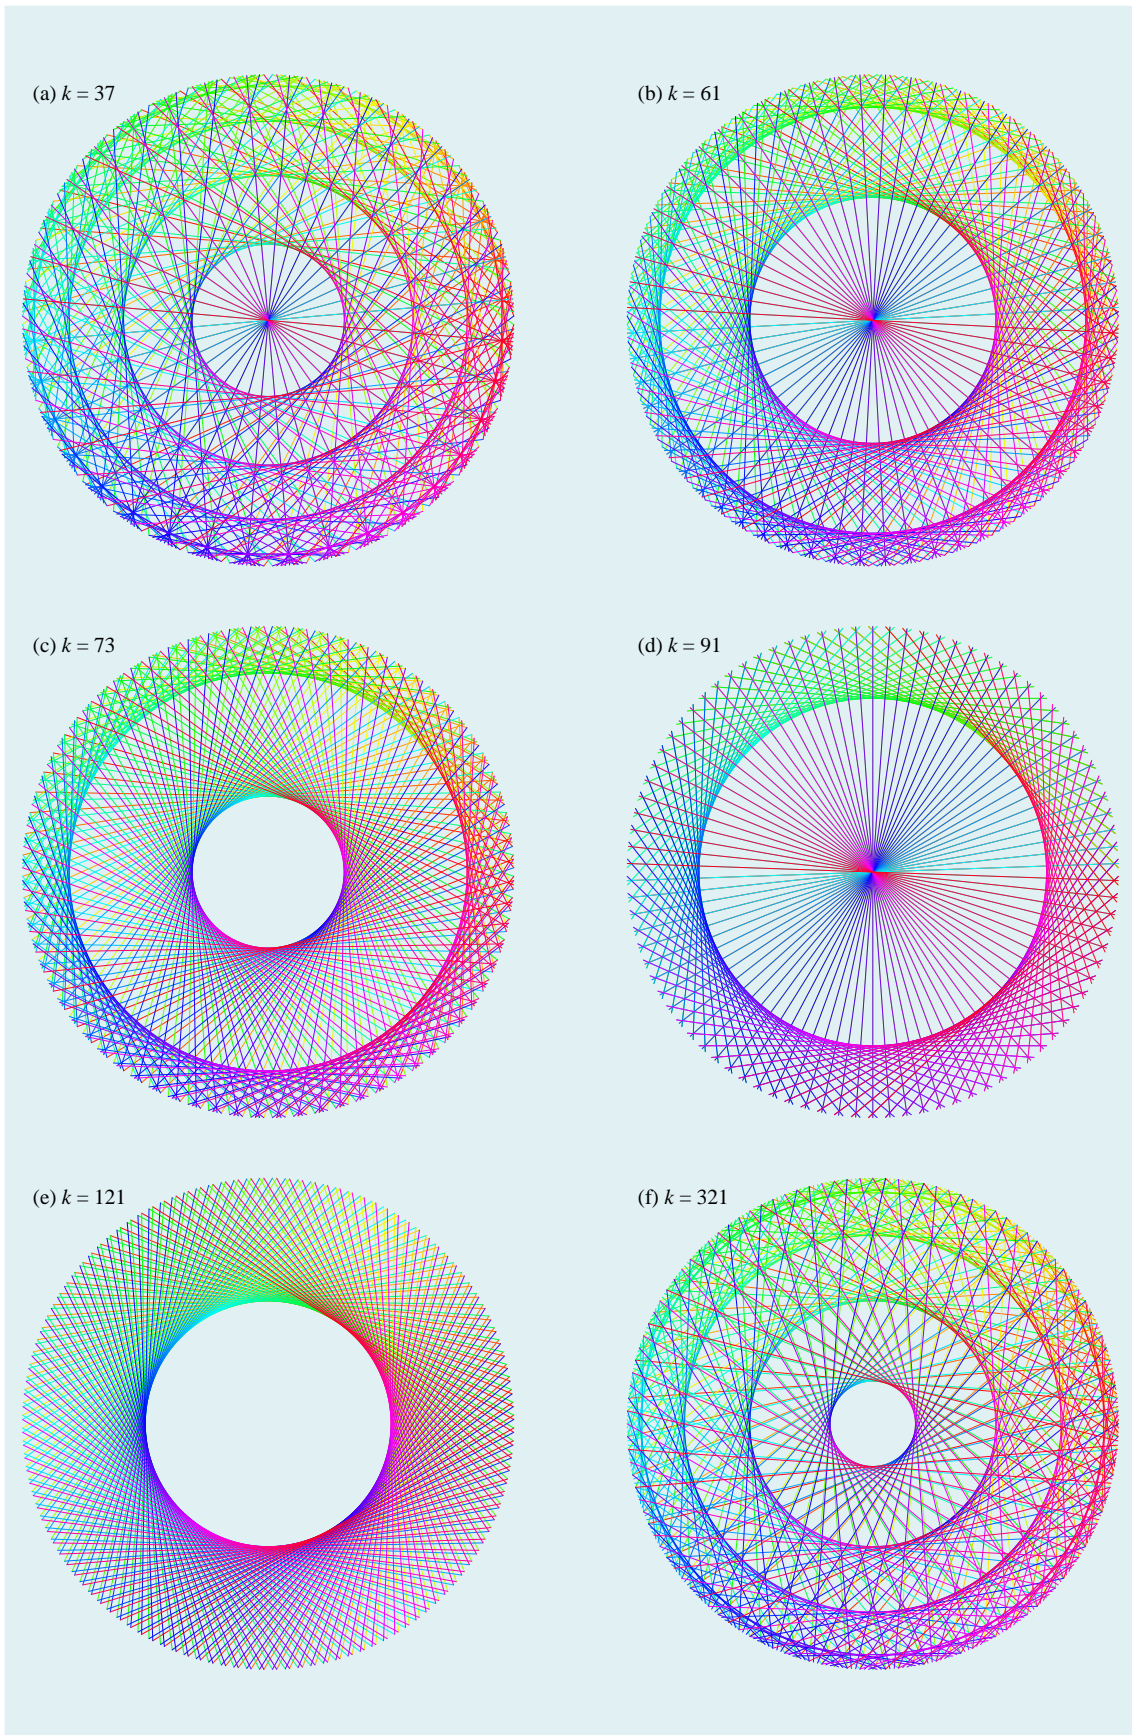 (a) k = 37
(b) k = 61
(c) k = 73
(d) k = 91
(e) k = 121
(f) k = 321